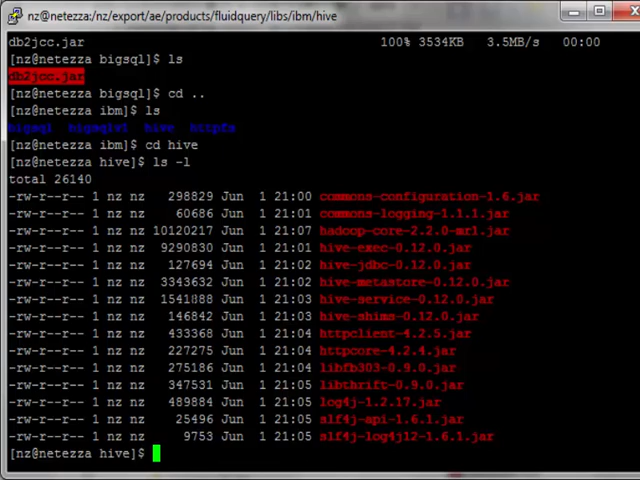 nz@netezza:/nz/export/ae/products/fluidquery/libs/ibm/hive
db2jcc.jar 100% 3534KB 3.5MB/s 00:00
[nz@netezza bigsql]$ ls
db2jcc.jar
[nz@netezza bigsql]$ cd ..
[nz@netezza ibm]$ ls
bigsql bigsqlv1 hive httpfs
[nz@netezza ibm]$ cd hive
[nz@netezza hive]$ ls -l
total 26140
-rw-r--r-- 1 nz nz 298829 Jun 1 21:00 commons-configuration-1.6.jar
-rw-r--r-- 1 nz nz 60686 Jun 1 21:01 commons-logging-1.1.1.jar
-rw-r--r-- 1 nz nz 10120217 Jun 1 21:07 hadoop-core-2.2.0-mr1.jar
-rw-r--r-- 1 nz nz 9290830 Jun 1 21:01 hive-exec-0.12.0.jar
-rw-r--r-- 1 nz nz 127694 Jun 1 21:02 hive-jdbc-0.12.0.jar
-rw-r--r-- 1 nz nz 3343632 Jun 1 21:02 hive-metastore-0.12.0.jar
-rw-r--r-- 1 nz nz 1541888 Jun 1 21:03 hive-service-0.12.0.jar
-rw-r--r-- 1 nz nz 146842 Jun 1 21:03 hive-shims-0.12.0.jar
-rw-r--r-- 1 nz nz 433368 Jun 1 21:04 httpclient-4.2.5.jar
-rw-r--r-- 1 nz nz 227275 Jun 1 21:04 httpcore-4.2.4.jar
-rw-r--r-- 1 nz nz 275186 Jun 1 21:04 libfb303-0.9.0.jar
-rw-r--r-- 1 nz nz 347531 Jun 1 21:05 libthrift-0.9.0.jar
-rw-r--r-- 1 nz nz 489884 Jun 1 21:05 log4j-1.2.17.jar
-rw-r--r-- 1 nz nz 25496 Jun 1 21:05 slf4j-api-1.6.1.jar
-rw-r--r-- 1 nz nz 9753 Jun 1 21:05 slf4j-log4j12-1.6.1.jar
[nz@netezza hive]$